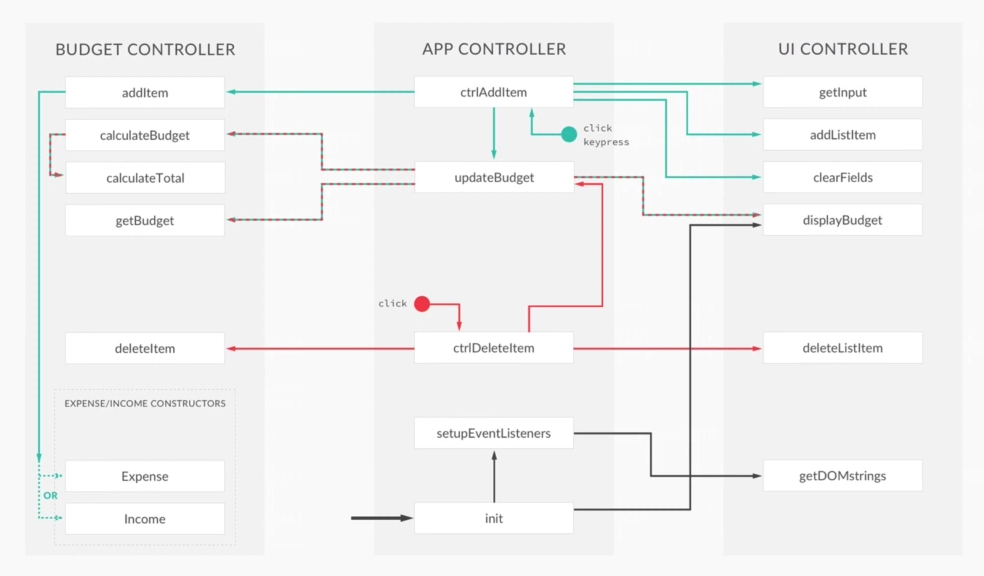 BUDGET CONTROLLER
APP CONTROLLER
UI CONTROLLER
addItem
ctrlAddItem
getInput
click
keypress
calculateBudget
addListItem
calculateTotal
updateBudget
clearFields
getBudget
displayBudget
click
deleteItem
ctrlDeleteItem
deleteListItem
EXPENSE/INCOME CONSTRUCTORS
setupEventListeners
Expense
getDOMstrings
OR
Income
init